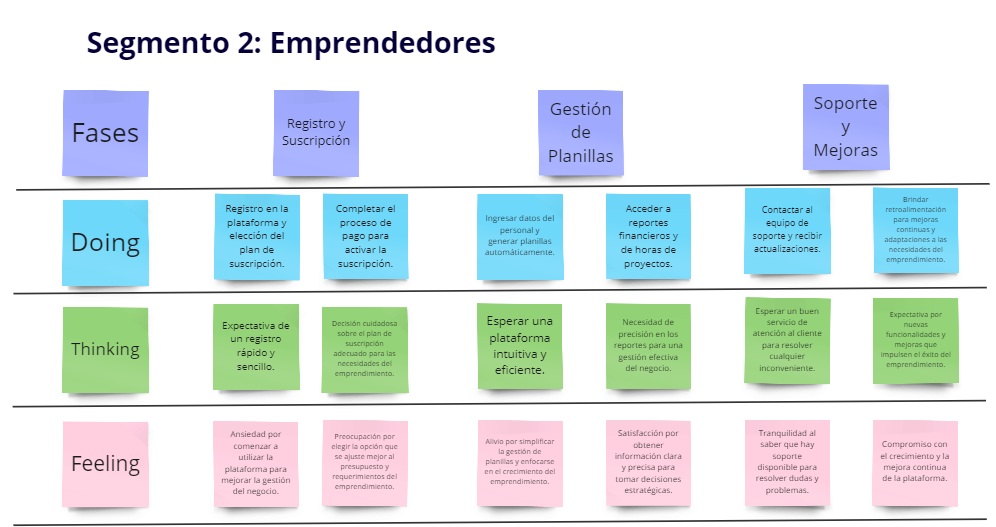 Segmento 2: Emprendedores
Fases
Registro y
Suscripción
Gestión
de
Planillas
Soporte
y
Mejoras
Doing
Registro en la
plataforma y
elección del
plan de
suscripción.
Completar el
proceso de
pago para
activar la
suscripción.
Ingresar datos del
personal y
generar planillas
automáticamente.
Acceder a
reportes
financieros y
de horas de
proyectos.
Contactar al
equipo de
soporte y recibir
actualizaciones.
Brindar
retroalimentación
para mejoras
continuas y
adaptaciones a las
necesidades del
emprendimiento.
Thinking
Expectativa de
un registro
rápido y
sencillo.
Decisión cuidadosa
sobre el plan de
suscripción
adecuado para las
necesidades del
emprendimiento.
Esperar una
plataforma
intuitiva y
eficiente.
Necesidad de
precisión en los
reportes para una
gestión efectiva
del negocio.
Esperar un buen
servicio de
atención al cliente
para resolver
cualquier
inconveniente.
Expectativa por
nuevas
funcionalidades y
mejoras que
impulsen el éxito del
emprendimiento.
Feeling
Ansiedad por
comenzar a
utilizar la
plataforma para
mejorar la gestión
del negocio.
Preocupación por
elegir la opción que
se ajuste mejor al
presupuesto y
requerimientos del
emprendimiento.
Alivio por simplificar
la gestión de
planillas y enfocarse
en el crecimiento del
emprendimiento.
Satisfacción por
obtener
información clara
y precisa para
tomar decisiones
estratégicas.
Tranquilidad al
saber que hay
soporte
disponible para
resolver dudas y
problemas.
Compromiso con
el crecimiento y la
mejora continua
de la plataforma.